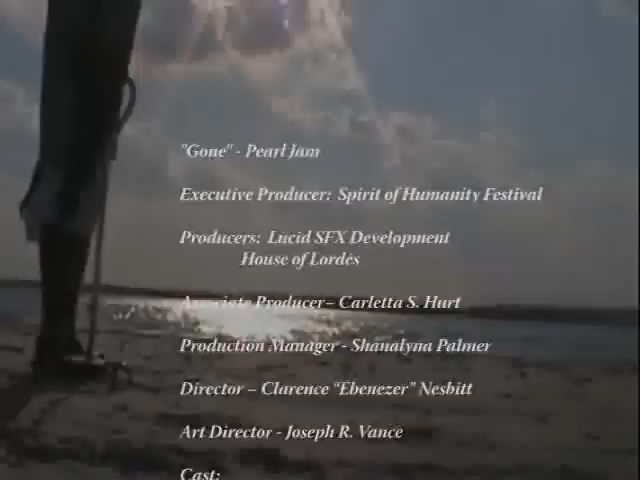 "Gone" - Pearl Jam
Executive Producer: Spirit of Humanity Festival
Producers: Lucid SFX Development
House of Lordes
Associate Producer – Carletta S. Hurt
Production Manager - Shanalyna Palmer
Director – Clarence "Ebenezer" Nesbitt
Art Director - Joseph R. Vance
Cast: